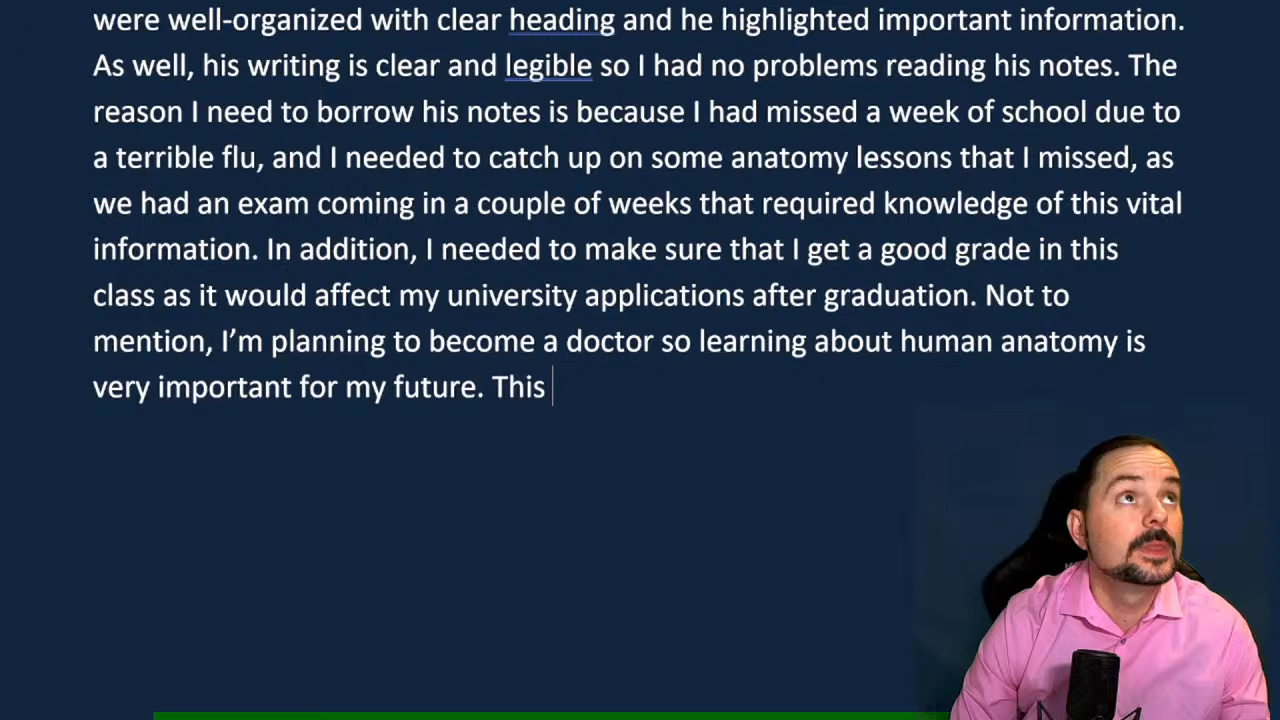 were well-organized with clear heading and he highlighted important information.
As well, his writing is clear and legible so I had no problems reading his notes. The
reason I need to borrow his notes is because I had missed a week of school due to
a terrible flu, and I needed to catch up on some anatomy lessons that I missed, as
we had an exam coming in a couple of weeks that required knowledge of this vital
information. In addition, I needed to make sure that I get a good grade in this
class as it would affect my university applications after graduation. Not to
mention, I’m planning to become a doctor so learning about human anatomy is
very important for my future. This